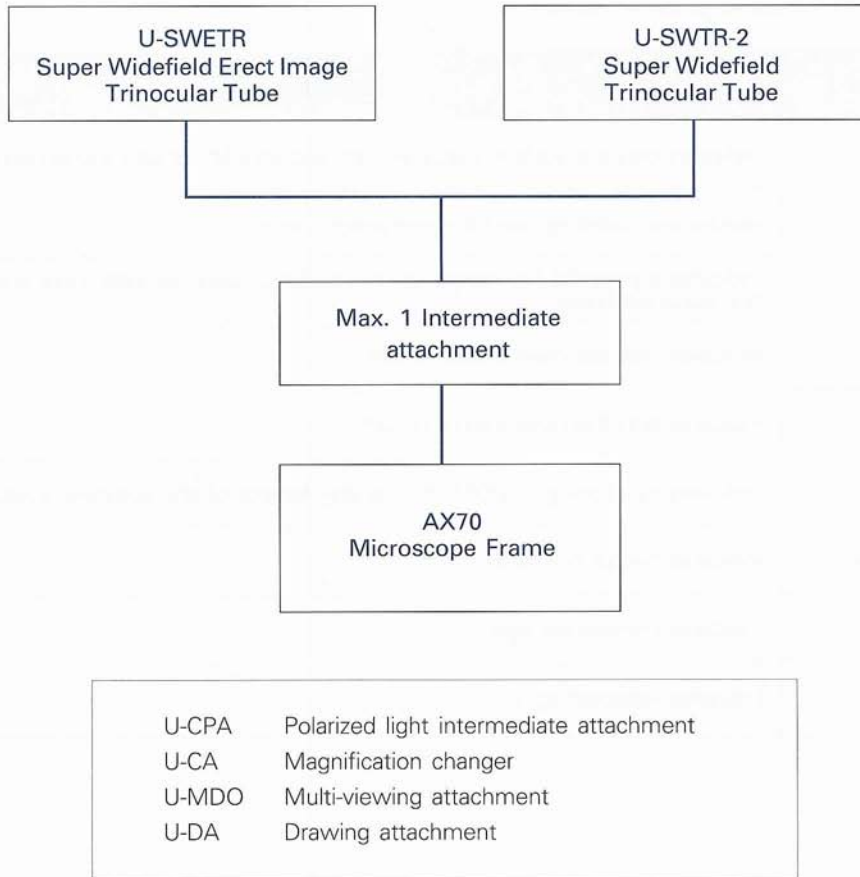 U-SWETR
Super Widefield Erect Image
Trinocular Tube
U-SWTR-2
Super Widefield
Trinocular Tube
Max. 1 Intermediate
attachment
AX70
Microscope Frame
U-CPA Polarized light intermediate attachment
U-CA Magnification changer
U-MDO Multi-viewing attachment
U-DA Drawing attachment